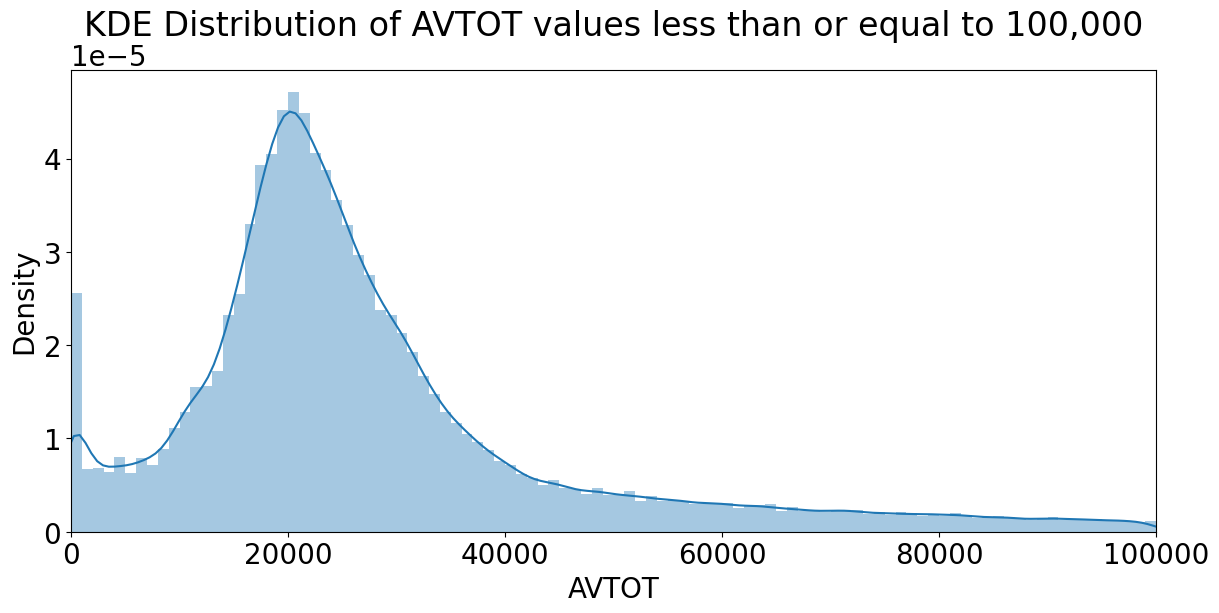 KDE Distribution of AVTOT values less than or equal to 100,000
1e−5
4
3
2
1
0
Density
0 20000 40000 60000 80000 100000
AVTOT